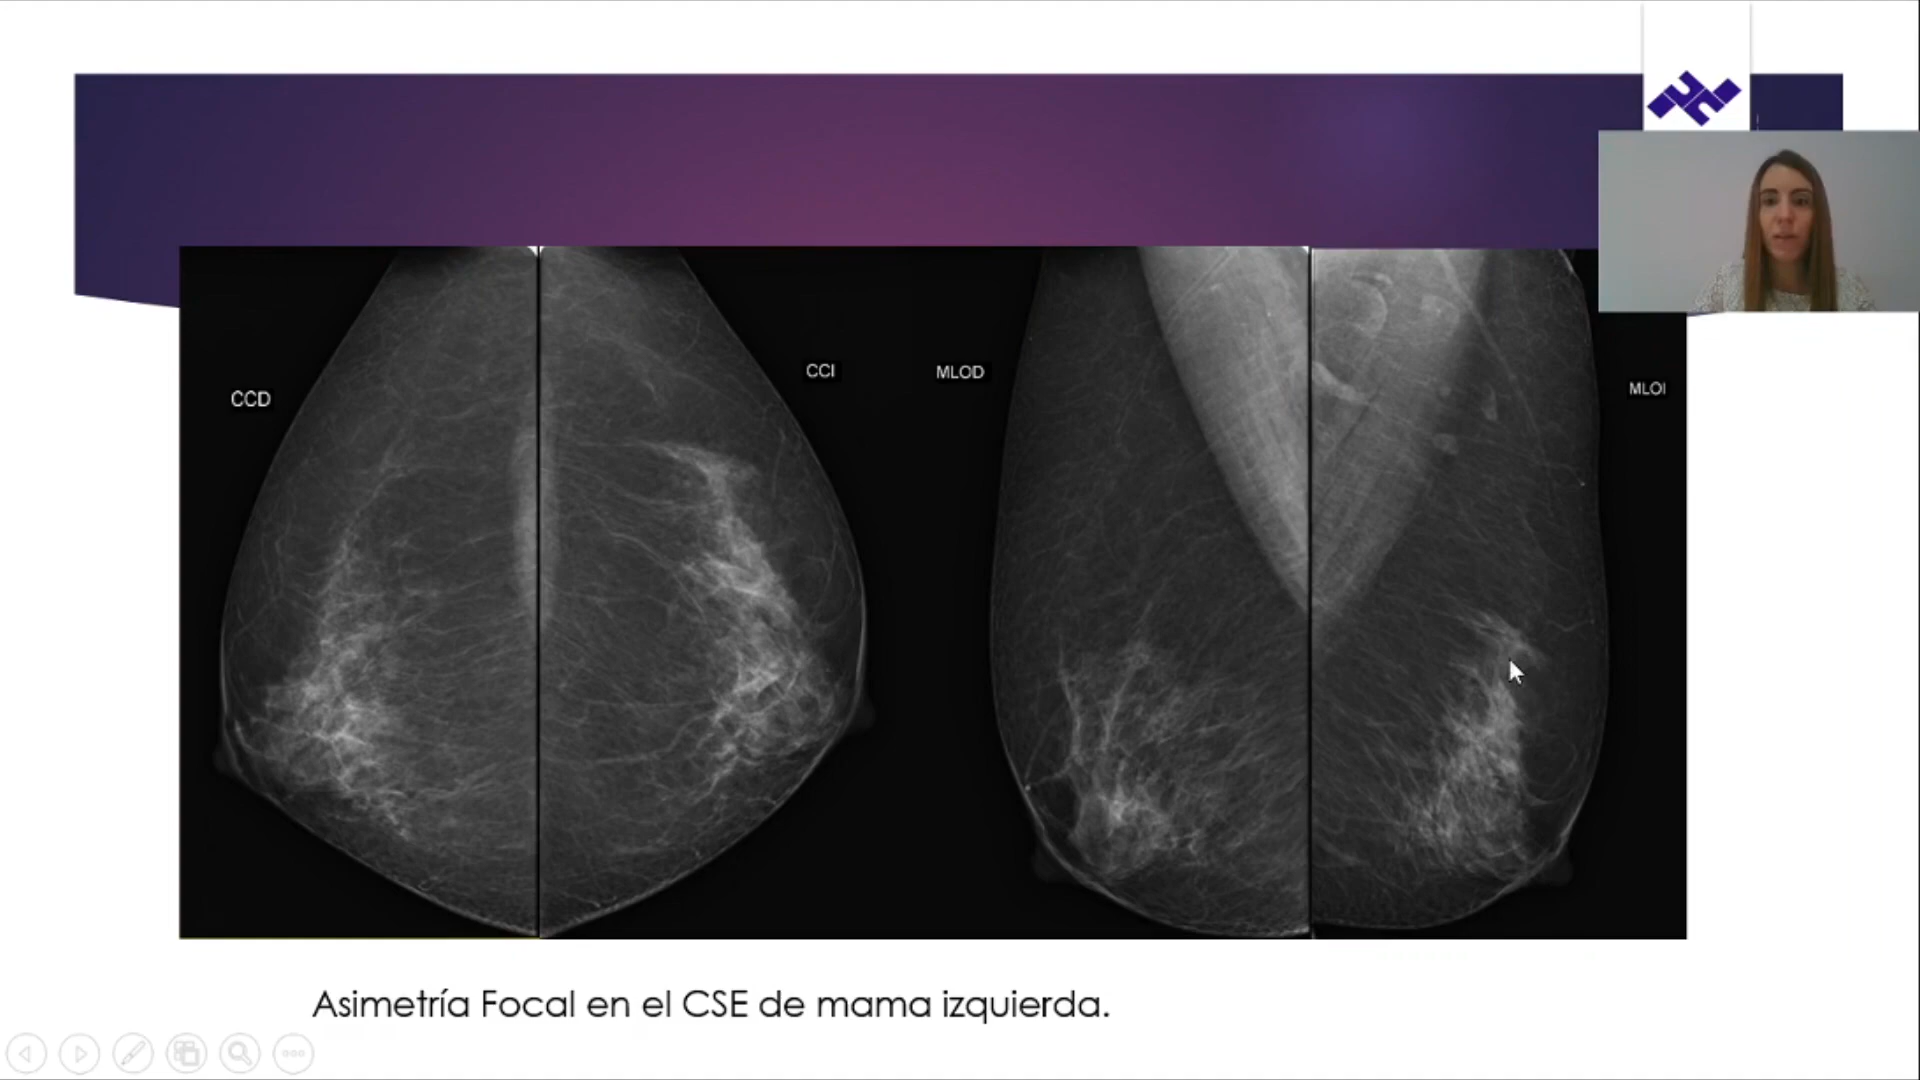 CCD
CCI
MLOD
MLOI
Asimetría Focal en el CSE de mama izquierda.